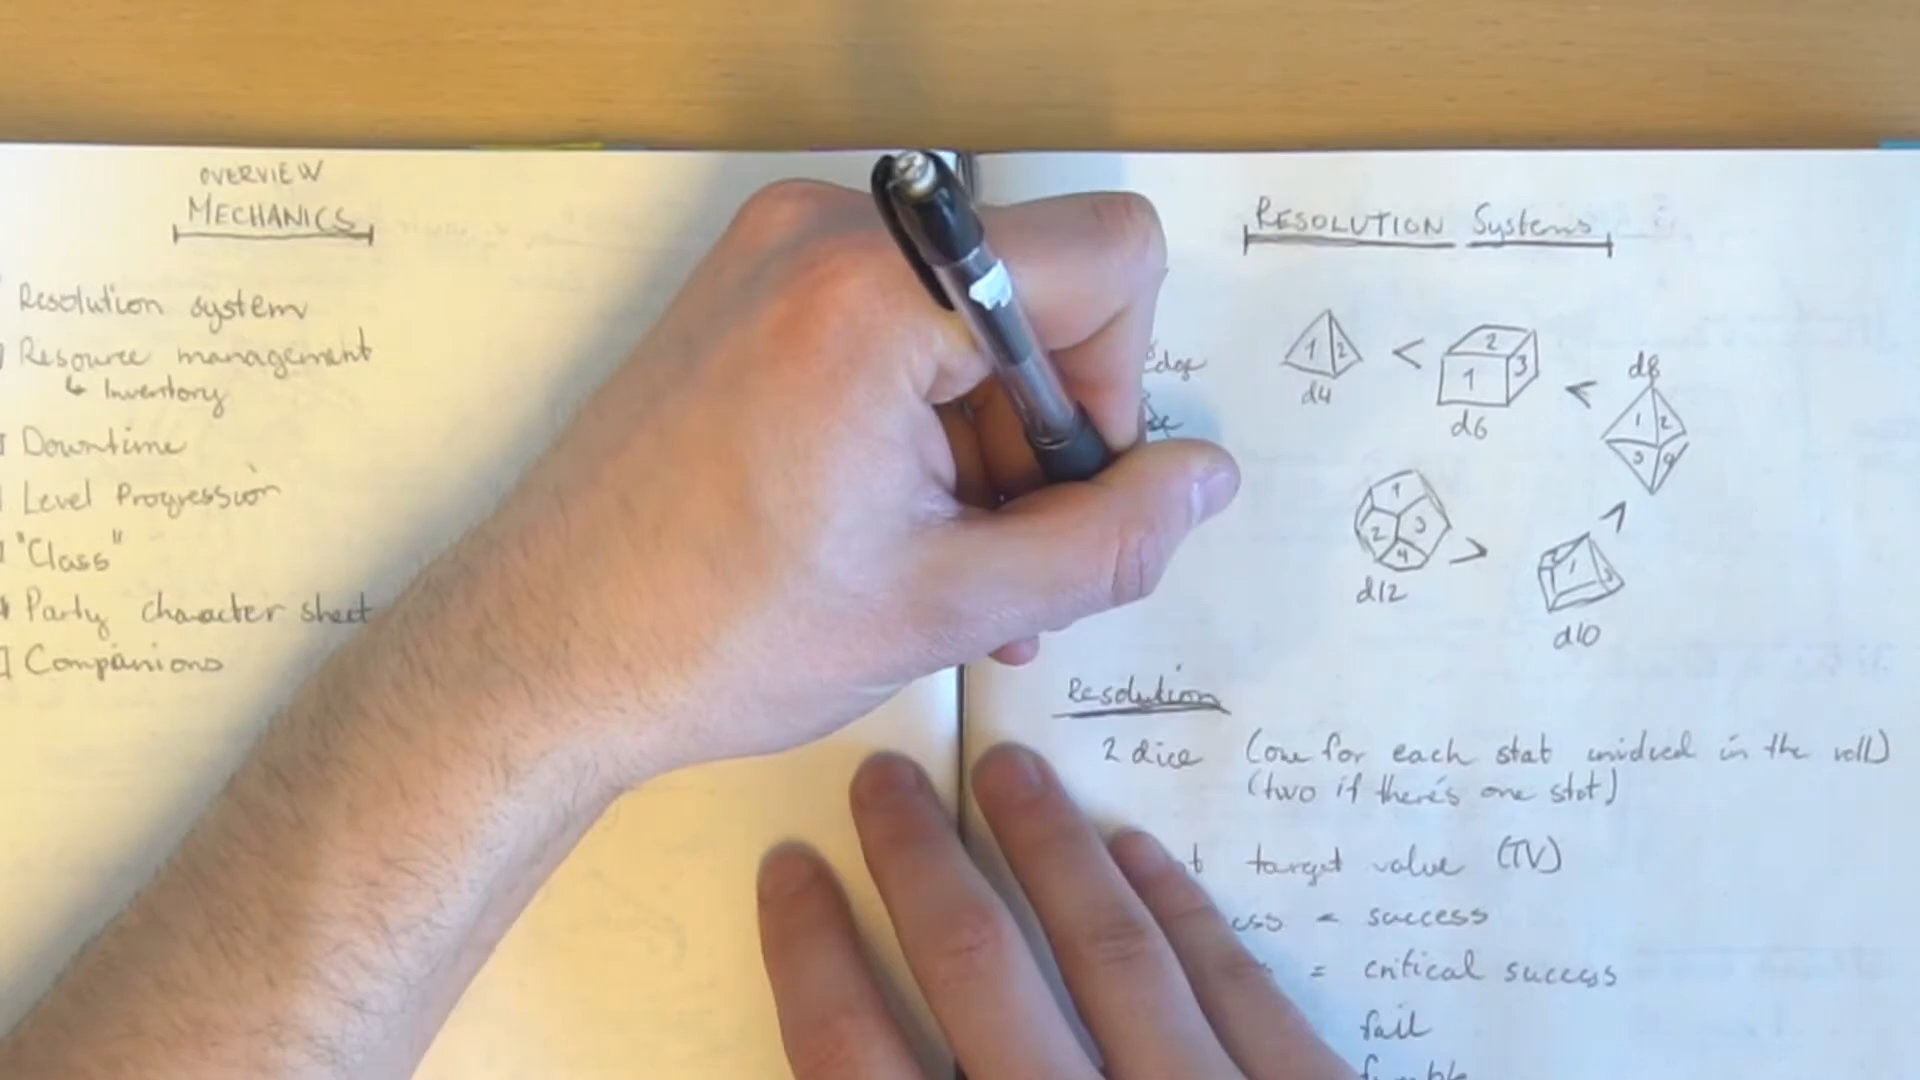 OVERVIEW
MECHANICS
Resolution system
Resource management
↳ Inventory
Downtime
Level Progression
"Class"
Party character sheet
Companions
RESOLUTION Systems
1 2
d4
<
2
1 3
d6
<
d8
1 2
1
2 3
4
d12
>
1
d10
>
Resolution
2 dice (one for each stat involved in the roll)
(two if there's one stat)
target value (TV)
= success
= critical success
fail